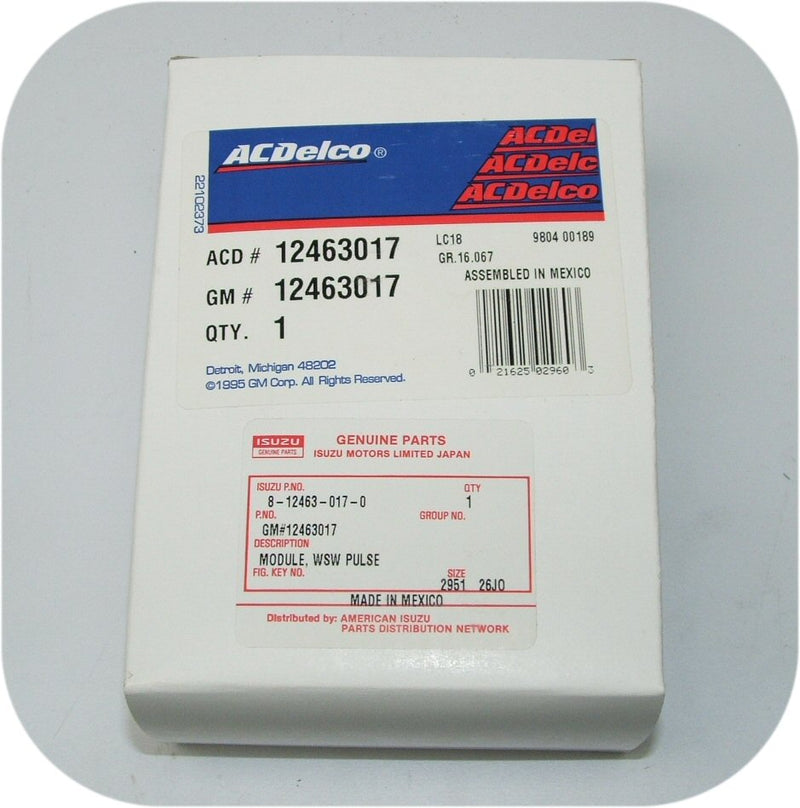 ACDelco®
ACDel
ACDelc
ACDelco
22102373
ACD # 12463017
LC18 9804 00189
GR.16.067
GM # 12463017
ASSEMBLED IN MEXICO
QTY. 1
0 21625 02960 3
Detroit, Michigan 48202
©1995 GM Corp. All Rights Reserved.
ISUZU
GENUINE PARTS
GENUINE PARTS
ISUZU MOTORS LIMITED JAPAN
ISUZU P.NO. QTY
8-12463-017-0 1
P.NO. GROUP NO.
GM#12463017
DESCRIPTION
MODULE, WSW PULSE
FIG. KEY NO. SIZE
2951 26J0
MADE IN MEXICO
Distributed by: AMERICAN ISUZU
PARTS DISTRIBUTION NETWORK